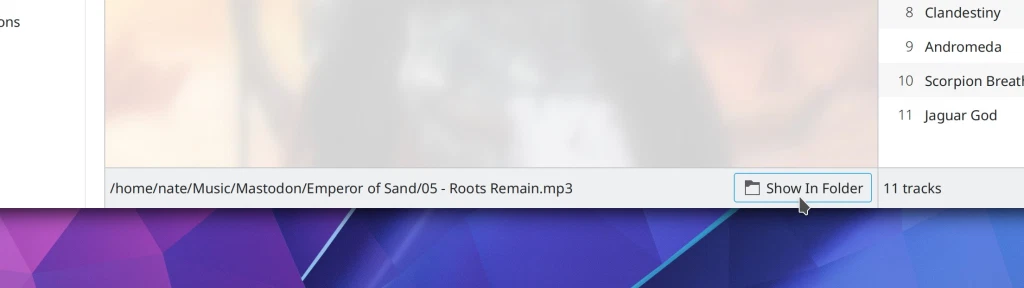 ons
8 Clandestiny
9 Andromeda
10 Scorpion Breath
11 Jaguar God
/home/nate/Music/Mastodon/Emperor of Sand/05 - Roots Remain.mp3
Show In Folder
11 tracks